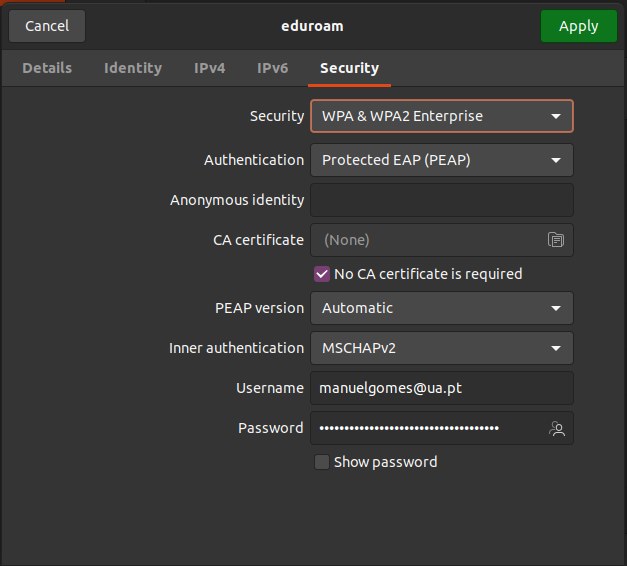 Cancel eduroam Apply
Details Identity IPv4 IPv6 Security
Security WPA & WPA2 Enterprise
Authentication Protected EAP (PEAP)
Anonymous identity
CA certificate (None)
No CA certificate is required
PEAP version Automatic
Inner authentication MSCHAPv2
Username manuelgomes@ua.pt
Password ••••••••••••••••••••••••••••••••••••
Show password